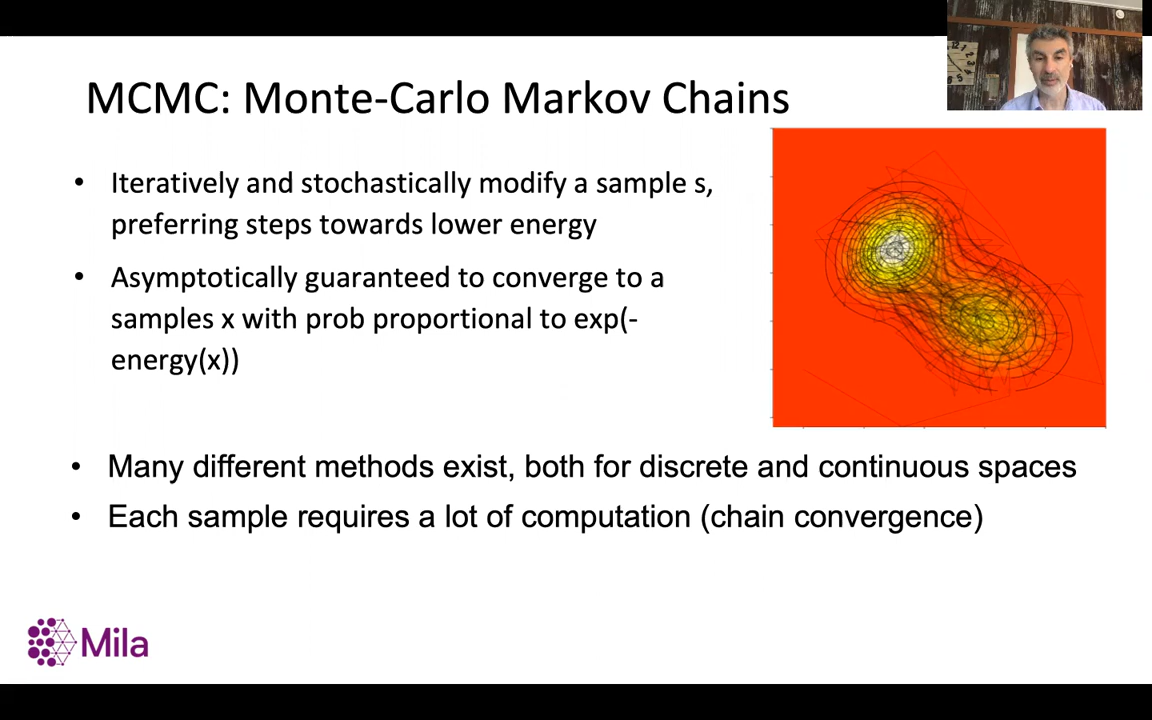 MCMC: Monte-Carlo Markov Chains
• Iteratively and stochastically modify a sample s,
preferring steps towards lower energy
• Asymptotically guaranteed to converge to a
samples x with prob proportional to exp(-
energy(x))
• Many different methods exist, both for discrete and continuous spaces
• Each sample requires a lot of computation (chain convergence)
Mila